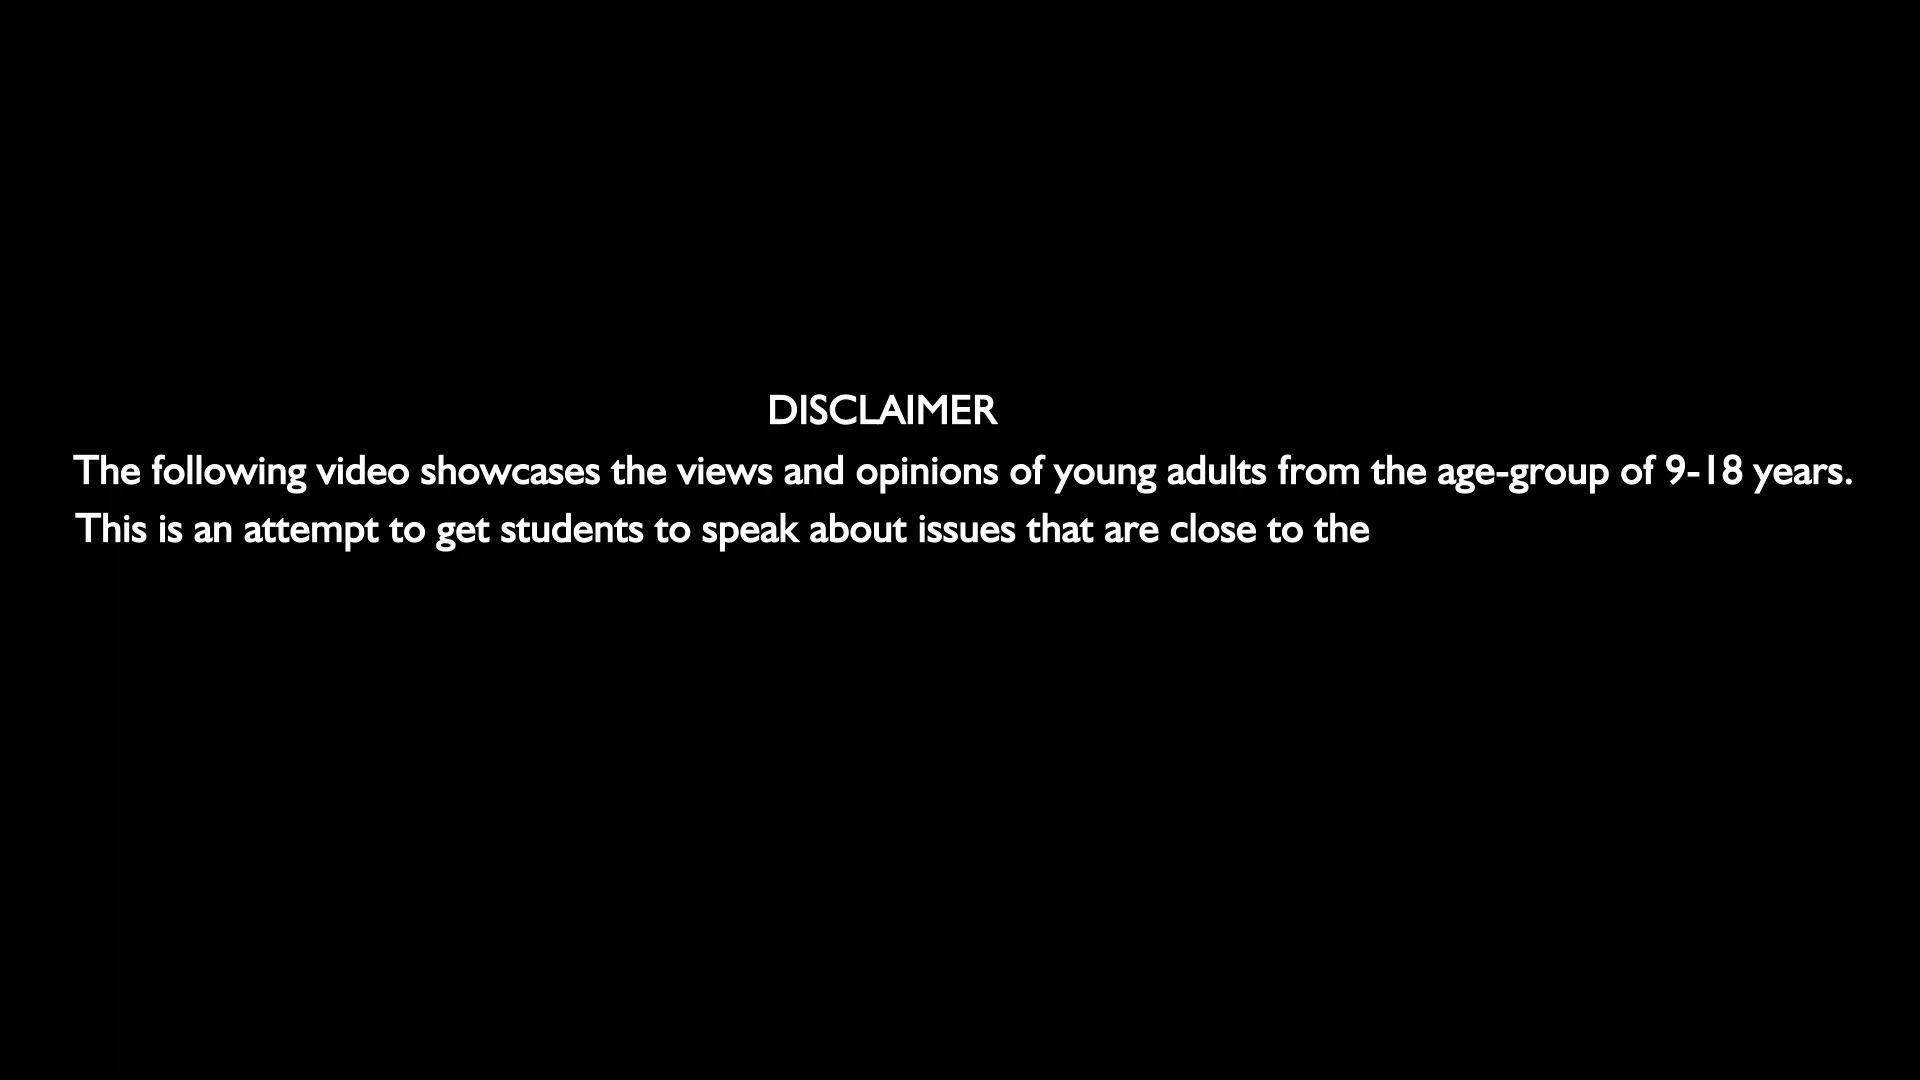 DISCLAIMER
The following video showcases the views and opinions of young adults from the age-group of 9-18 years.
This is an attempt to get students to speak about issues that are close to the